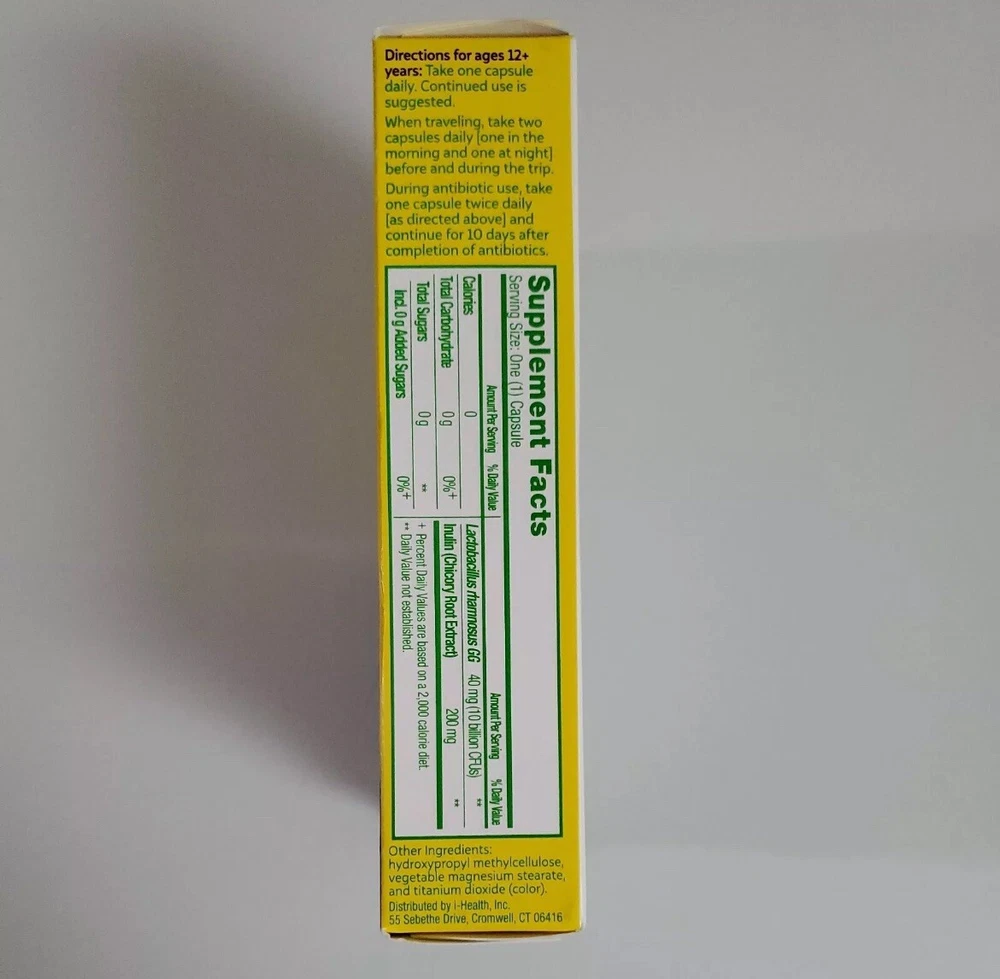 Directions for ages 12+
years: Take one capsule
daily. Continued use is
suggested.
When traveling, take two
capsules daily [one in the
morning and one at night]
before and during the trip.
During antibiotic use, take
one capsule twice daily
[as directed above] and
continue for 10 days after
completion of antibiotics.
Supplement Facts
Serving Size: One (1) Capsule
Amount Per Serving % Daily Value
Calories 0
Total Carbohydrate 0 g 0%+
Total Sugars 0 g **
Incl. 0 g Added Sugars 0%+
Amount Per Serving % Daily Value
Lactobacillus rhamnosus GG 40 mg (10 billion CFUs) **
Inulin (Chicory Root Extract) 200 mg **
+ Percent Daily Values are based on a 2,000 calorie diet.
** Daily Value not established.
Other Ingredients:
hydroxypropyl methylcellulose,
vegetable magnesium stearate,
and titanium dioxide (color).
Distributed by i-Health, Inc.
55 Sebethe Drive, Cromwell, CT 06416